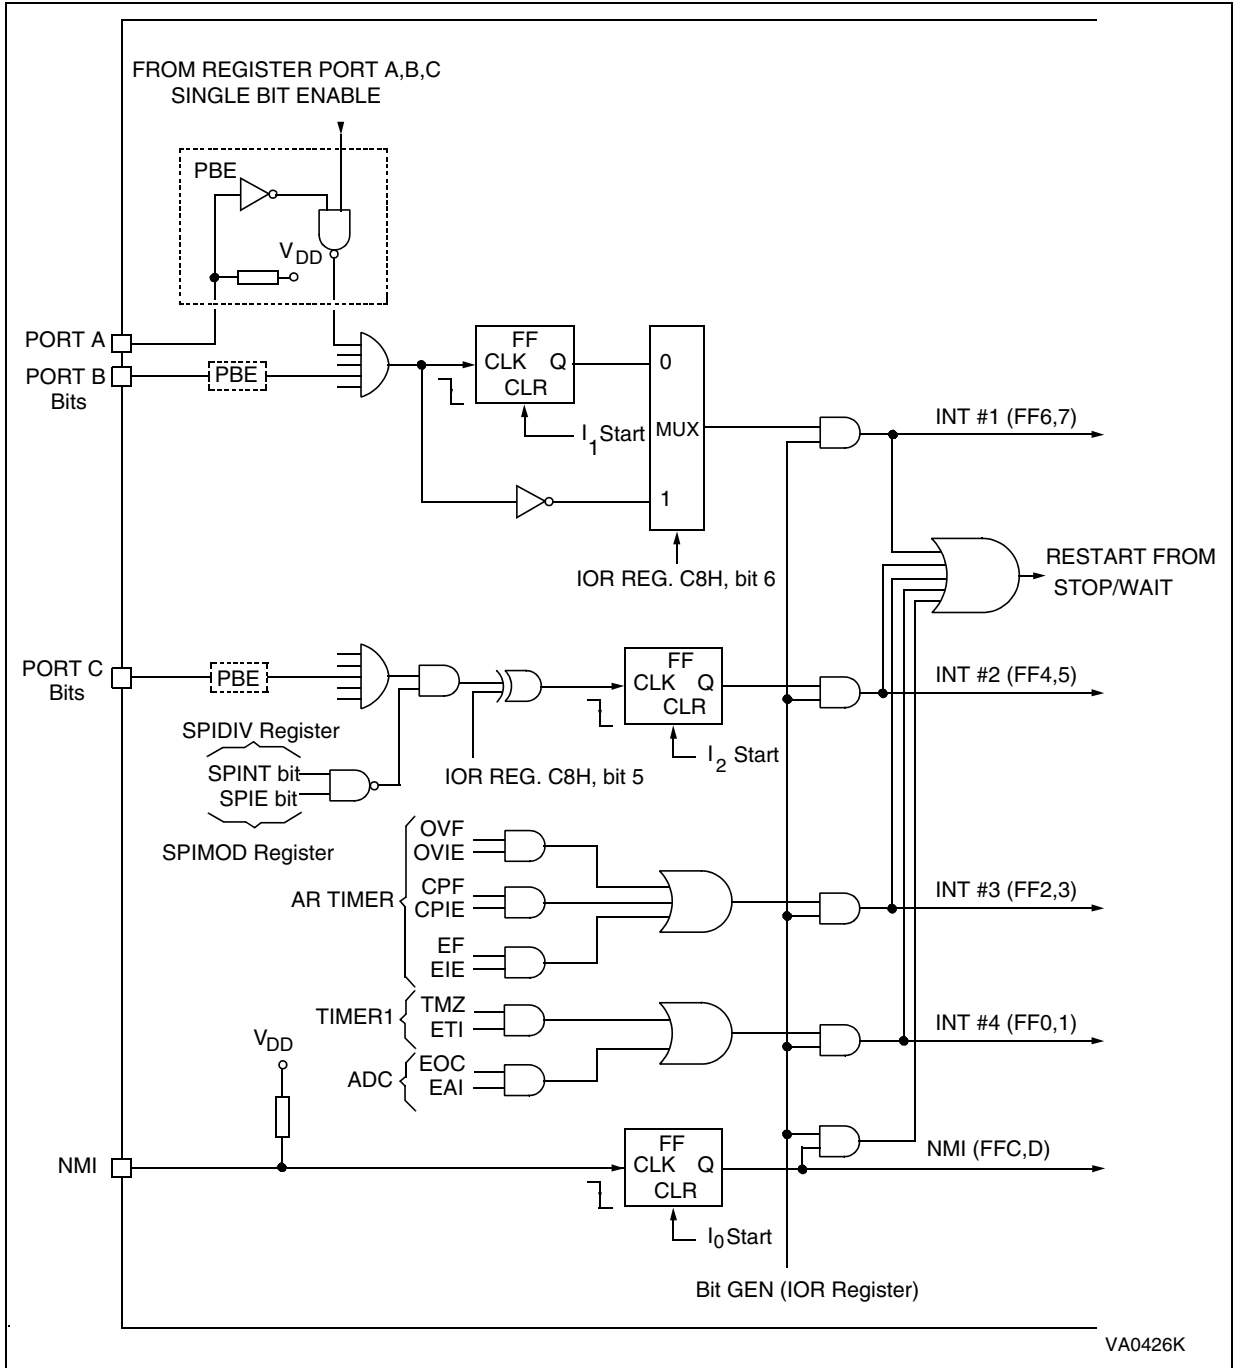 FROM REGISTER PORT A,B,C
SINGLE BIT ENABLE
PBE
VDD
PORT A
PORT B
Bits
PBE
FF
CLK Q
CLR
I1Start
0
MUX
1
INT #1 (FF6,7)
IOR REG. C8H, bit 6
RESTART FROM
STOP/WAIT
PORT C
Bits
PBE
FF
CLK Q
CLR
I2 Start
INT #2 (FF4,5)
SPIDIV Register
SPINT bit
SPIE bit
SPIMOD Register
IOR REG. C8H, bit 5
AR TIMER
OVF
OVIE
CPF
CPIE
EF
EIE
INT #3 (FF2,3)
TIMER1
TMZ
ETI
INT #4 (FF0,1)
ADC
EOC
EAI
VDD
NMI
FF
CLK Q
CLR
I0Start
NMI (FFC,D)
Bit GEN (IOR Register)
VA0426K